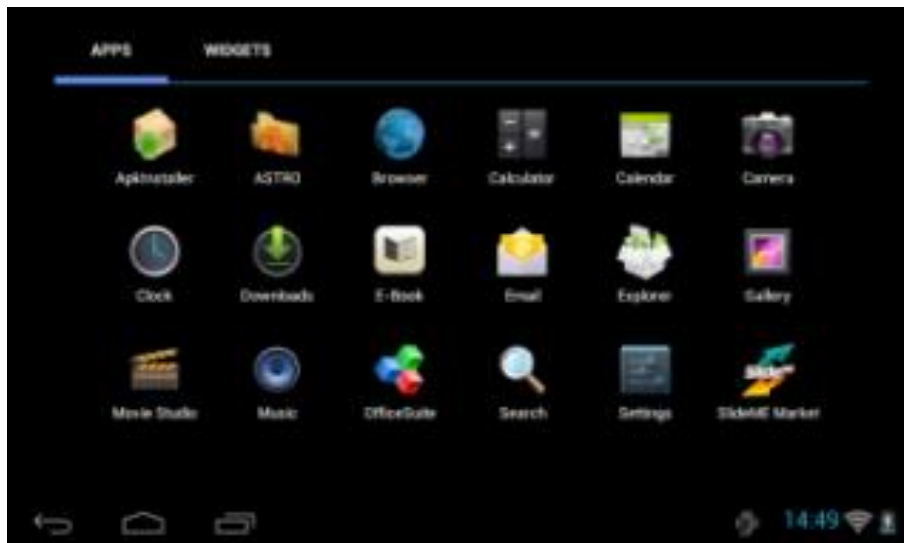 APPS WIDGETS
ApkInstaller ASTRO Browser Calculator Calendar Camera
Clock Downloads E-Book Email Explorer Gallery
Movie Studio Music OfficeSuite Search Settings SlideME Market
14:49